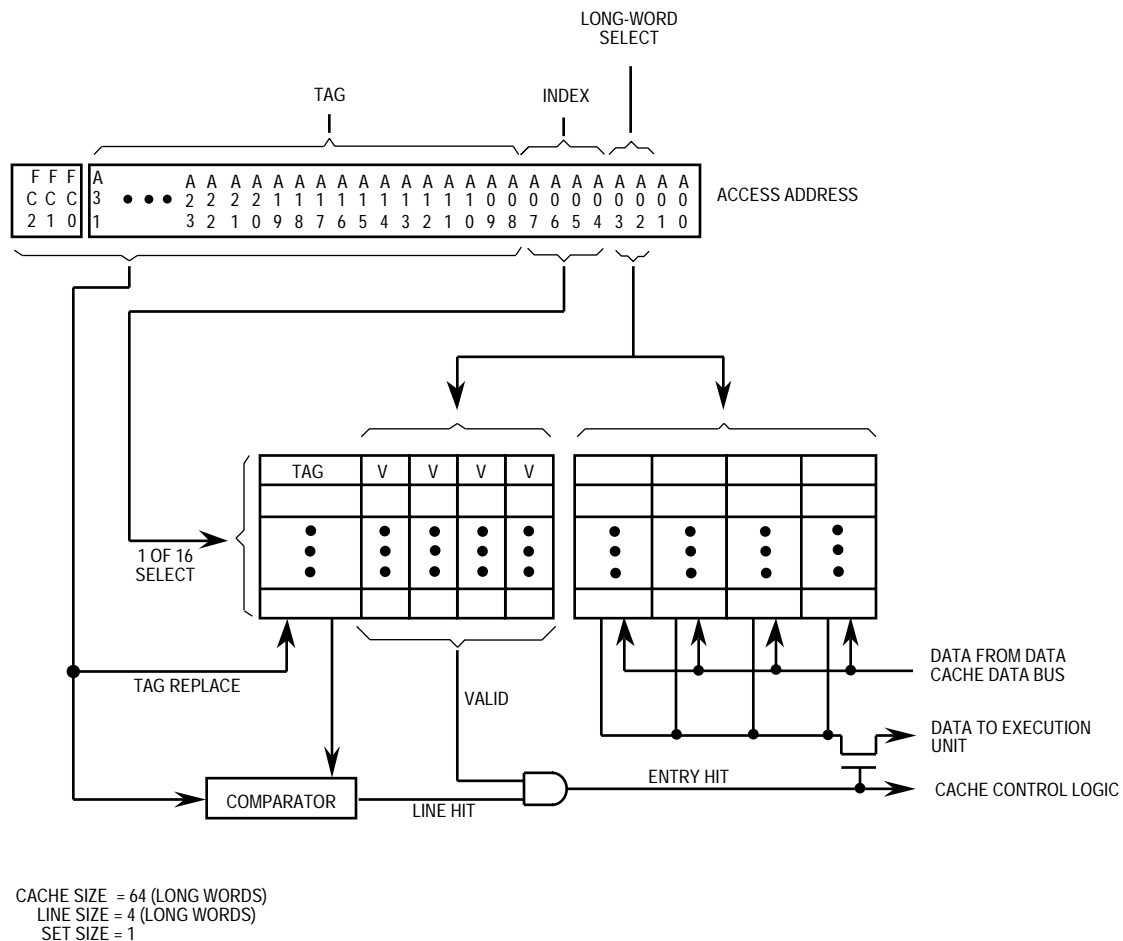 LONG-WORD
SELECT
TAG
INDEX
F F F A A A A A A A A A A A A A A A A A A A A A A A A A
C C C 3 ••• 2 2 2 2 1 1 1 1 1 1 1 1 1 1 0 0 0 0 0 0 0 0 0 0
2 1 0 1 3 2 1 0 9 8 7 6 5 4 3 2 1 0 9 8 7 6 5 4 3 2 1 0
ACCESS ADDRESS
TAG V V V V
1 OF 16
SELECT
TAG REPLACE
VALID
DATA FROM DATA
CACHE DATA BUS
DATA TO EXECUTION
UNIT
ENTRY HIT
CACHE CONTROL LOGIC
COMPARATOR
LINE HIT
CACHE SIZE = 64 (LONG WORDS)
LINE SIZE = 4 (LONG WORDS)
SET SIZE = 1